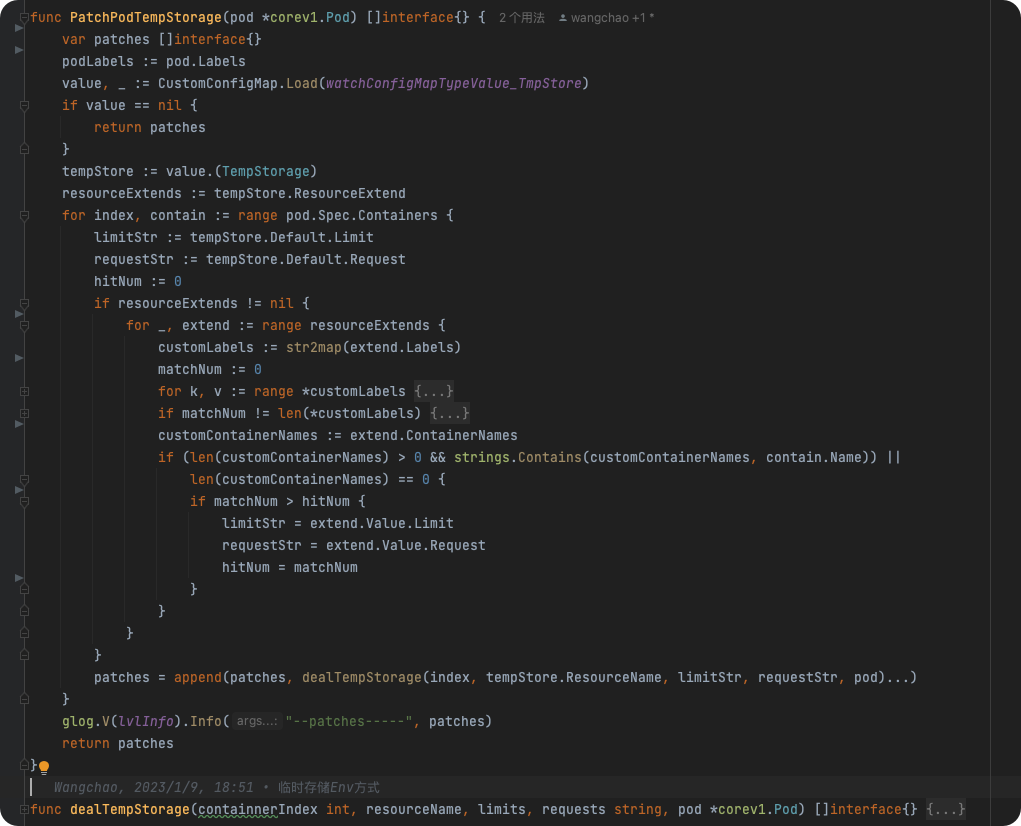 func PatchPodTempStorage(pod *corev1.Pod) []interface{} {  2 个用法  wangchao +1 *
    var patches []interface{}
    podLabels := pod.Labels
    value, _ := CustomConfigMap.Load(watchConfigMapTypeValue_TmpStore)
    if value == nil {
        return patches
    }
    tempStore := value.(TempStorage)
    resourceExtends := tempStore.ResourceExtend
    for index, contain := range pod.Spec.Containers {
        limitStr := tempStore.Default.Limit
        requestStr := tempStore.Default.Request
        hitNum := 0
        if resourceExtends != nil {
            for _, extend := range resourceExtends {
                customLabels := str2map(extend.Labels)
                matchNum := 0
                for k, v := range *customLabels {...}
                if matchNum != len(*customLabels) {...}
                customContainerNames := extend.ContainerNames
                if (len(customContainerNames) > 0 && strings.Contains(customContainerNames, contain.Name)) ||
                    len(customContainerNames) == 0 {
                    if matchNum > hitNum {
                        limitStr = extend.Value.Limit
                        requestStr = extend.Value.Request
                        hitNum = matchNum
                    }
                }
            }
        }
        patches = append(patches, dealTempStorage(index, tempStore.ResourceName, limitStr, requestStr, pod)...)
    }
    glog.V(lvlInfo).Info( args...: "--patches-----", patches)
    return patches
}
Wangchao, 2023/1/9, 18:51 • 临时存储Env方式
func dealTempStorage(containnerIndex int, resourceName, limits, requests string, pod *corev1.Pod) []interface{} {...}